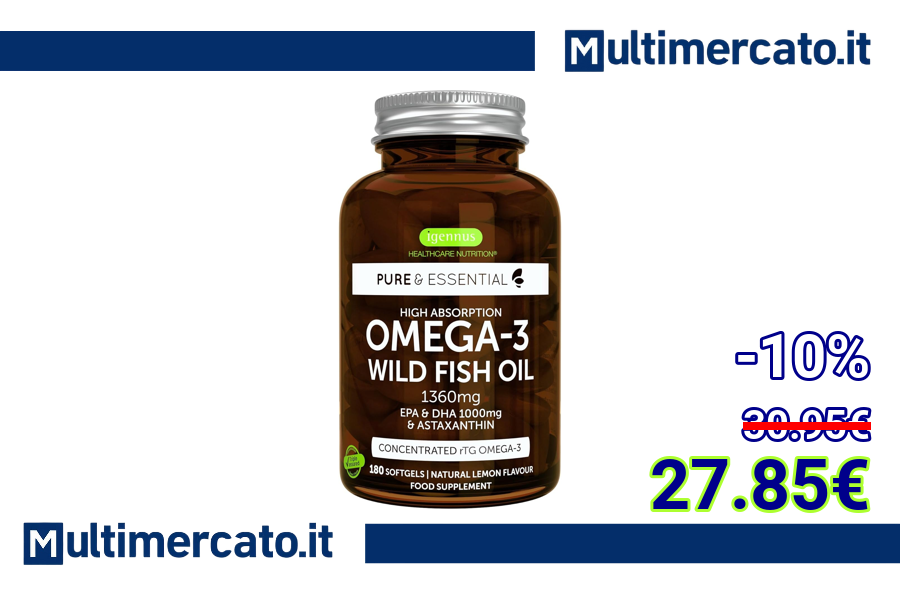 Multimercato.it
igennus
HEALTHCARE NUTRITION®
PURE & ESSENTIAL
HIGH ABSORPTION
OMEGA-3
WILD FISH OIL
1360mg
EPA & DHA 1000mg
& ASTAXANTHIN
CONCENTRATED rTG OMEGA-3
180 SOFTGELS | NATURAL LEMON FLAVOUR
FOOD SUPPLEMENT
-10%
30.95€
27.85€
Multimercato.it